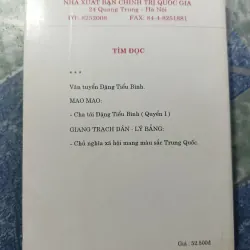 NHÀ XUẤT BẢN CHÍNH TRỊ QUỐC GIA
24 Quang Trung - Hà Nội
FAX: 84-4-8251881
TÌM ĐỌC
***
Văn tuyển Đặng Tiểu Bình.
MAO MAO:
- Cha tôi Đặng Tiểu Bình ( Quyển I )
GIANG TRẠCH DÂN - LÝ BẰNG:
- Chủ nghĩa xã hội mang màu sắc Trung Quốc.
Giá : 52.500đ